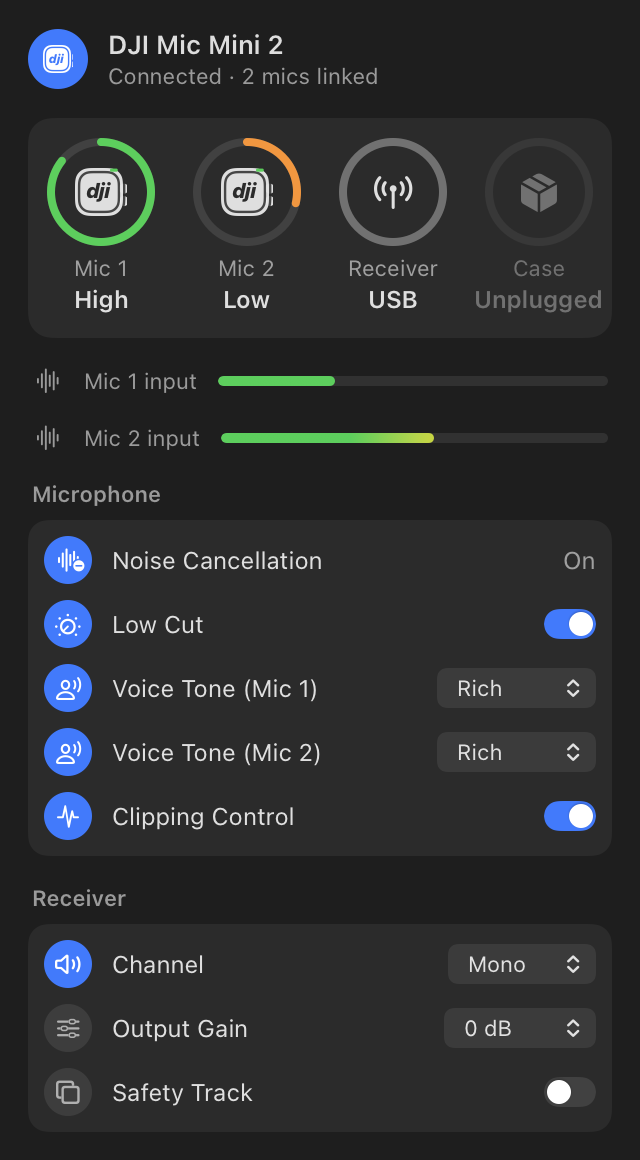 dji
DJI Mic Mini 2
Connected · 2 mics linked
dji
dji
Mic 1
Mic 2
Receiver
Case
High
Low
USB
Unplugged
Mic 1 input
Mic 2 input
Microphone
Noise Cancellation On
Low Cut
Voice Tone (Mic 1) Rich
Voice Tone (Mic 2) Rich
Clipping Control
Receiver
Channel Mono
Output Gain 0 dB
Safety Track